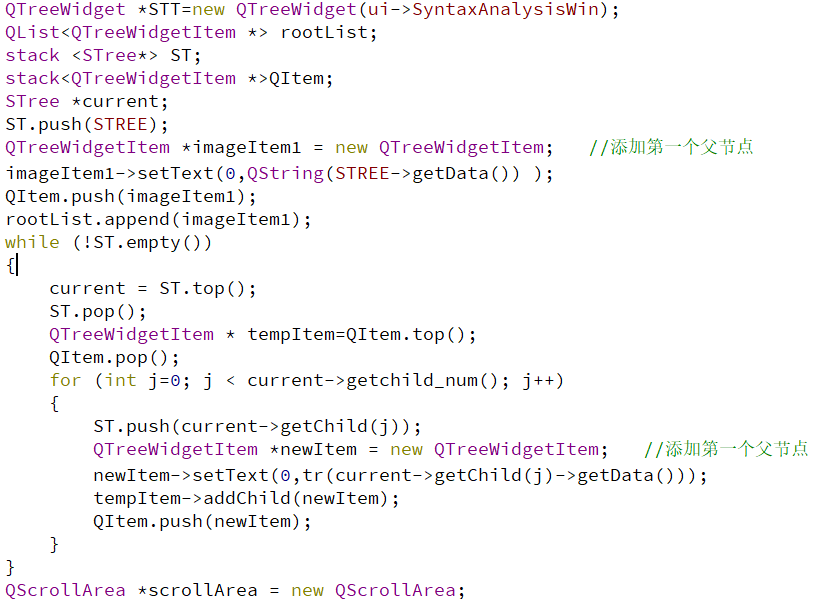 QTreeWidget *STT=new QTreeWidget(ui->SyntaxAnalysisWin);
QList<QTreeWidgetItem *> rootList;
stack <STree*> ST;
stack<QTreeWidgetItem *>QItem;
STree *current;
ST.push(STREE);
QTreeWidgetItem *imageItem1 = new QTreeWidgetItem;   //添加第一个父节点
imageItem1->setText(0,QString(STREE->getData()) );
QItem.push(imageItem1);
rootList.append(imageItem1);
while (!ST.empty())
{
    current = ST.top();
    ST.pop();
    QTreeWidgetItem * tempItem=QItem.top();
    QItem.pop();
    for (int j=0; j < current->getchild_num(); j++)
    {
        ST.push(current->getChild(j));
        QTreeWidgetItem *newItem = new QTreeWidgetItem;   //添加第一个父节点
        newItem->setText(0,tr(current->getChild(j)->getData()));
        tempItem->addChild(newItem);
        QItem.push(newItem);
    }
}
QScrollArea *scrollArea = new QScrollArea;